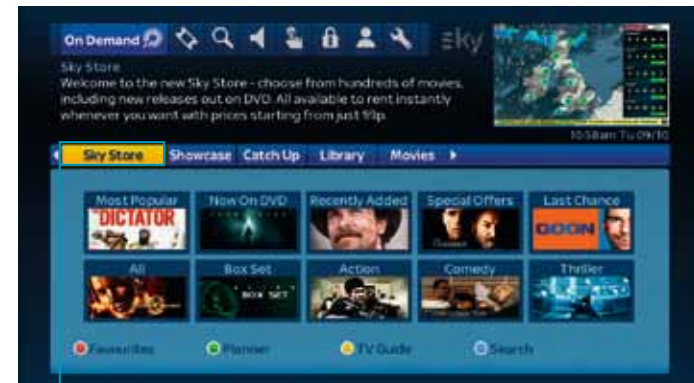 On Demand
sky
Sky Store
Welcome to the new Sky Store - choose from hundreds of movies,
including new releases out on DVD. All available to rent instantly
whenever you want with prices starting from just 99p.
10:58am Tu 09/10
Sky Store Showcase Catch Up Library Movies
Most Popular Now On DVD Recently Added Special Offers Last Chance
DICTATOR
GOON
All Box Set Action Comedy Thriller
BOX SET
Favourites Planner TV Guide Search